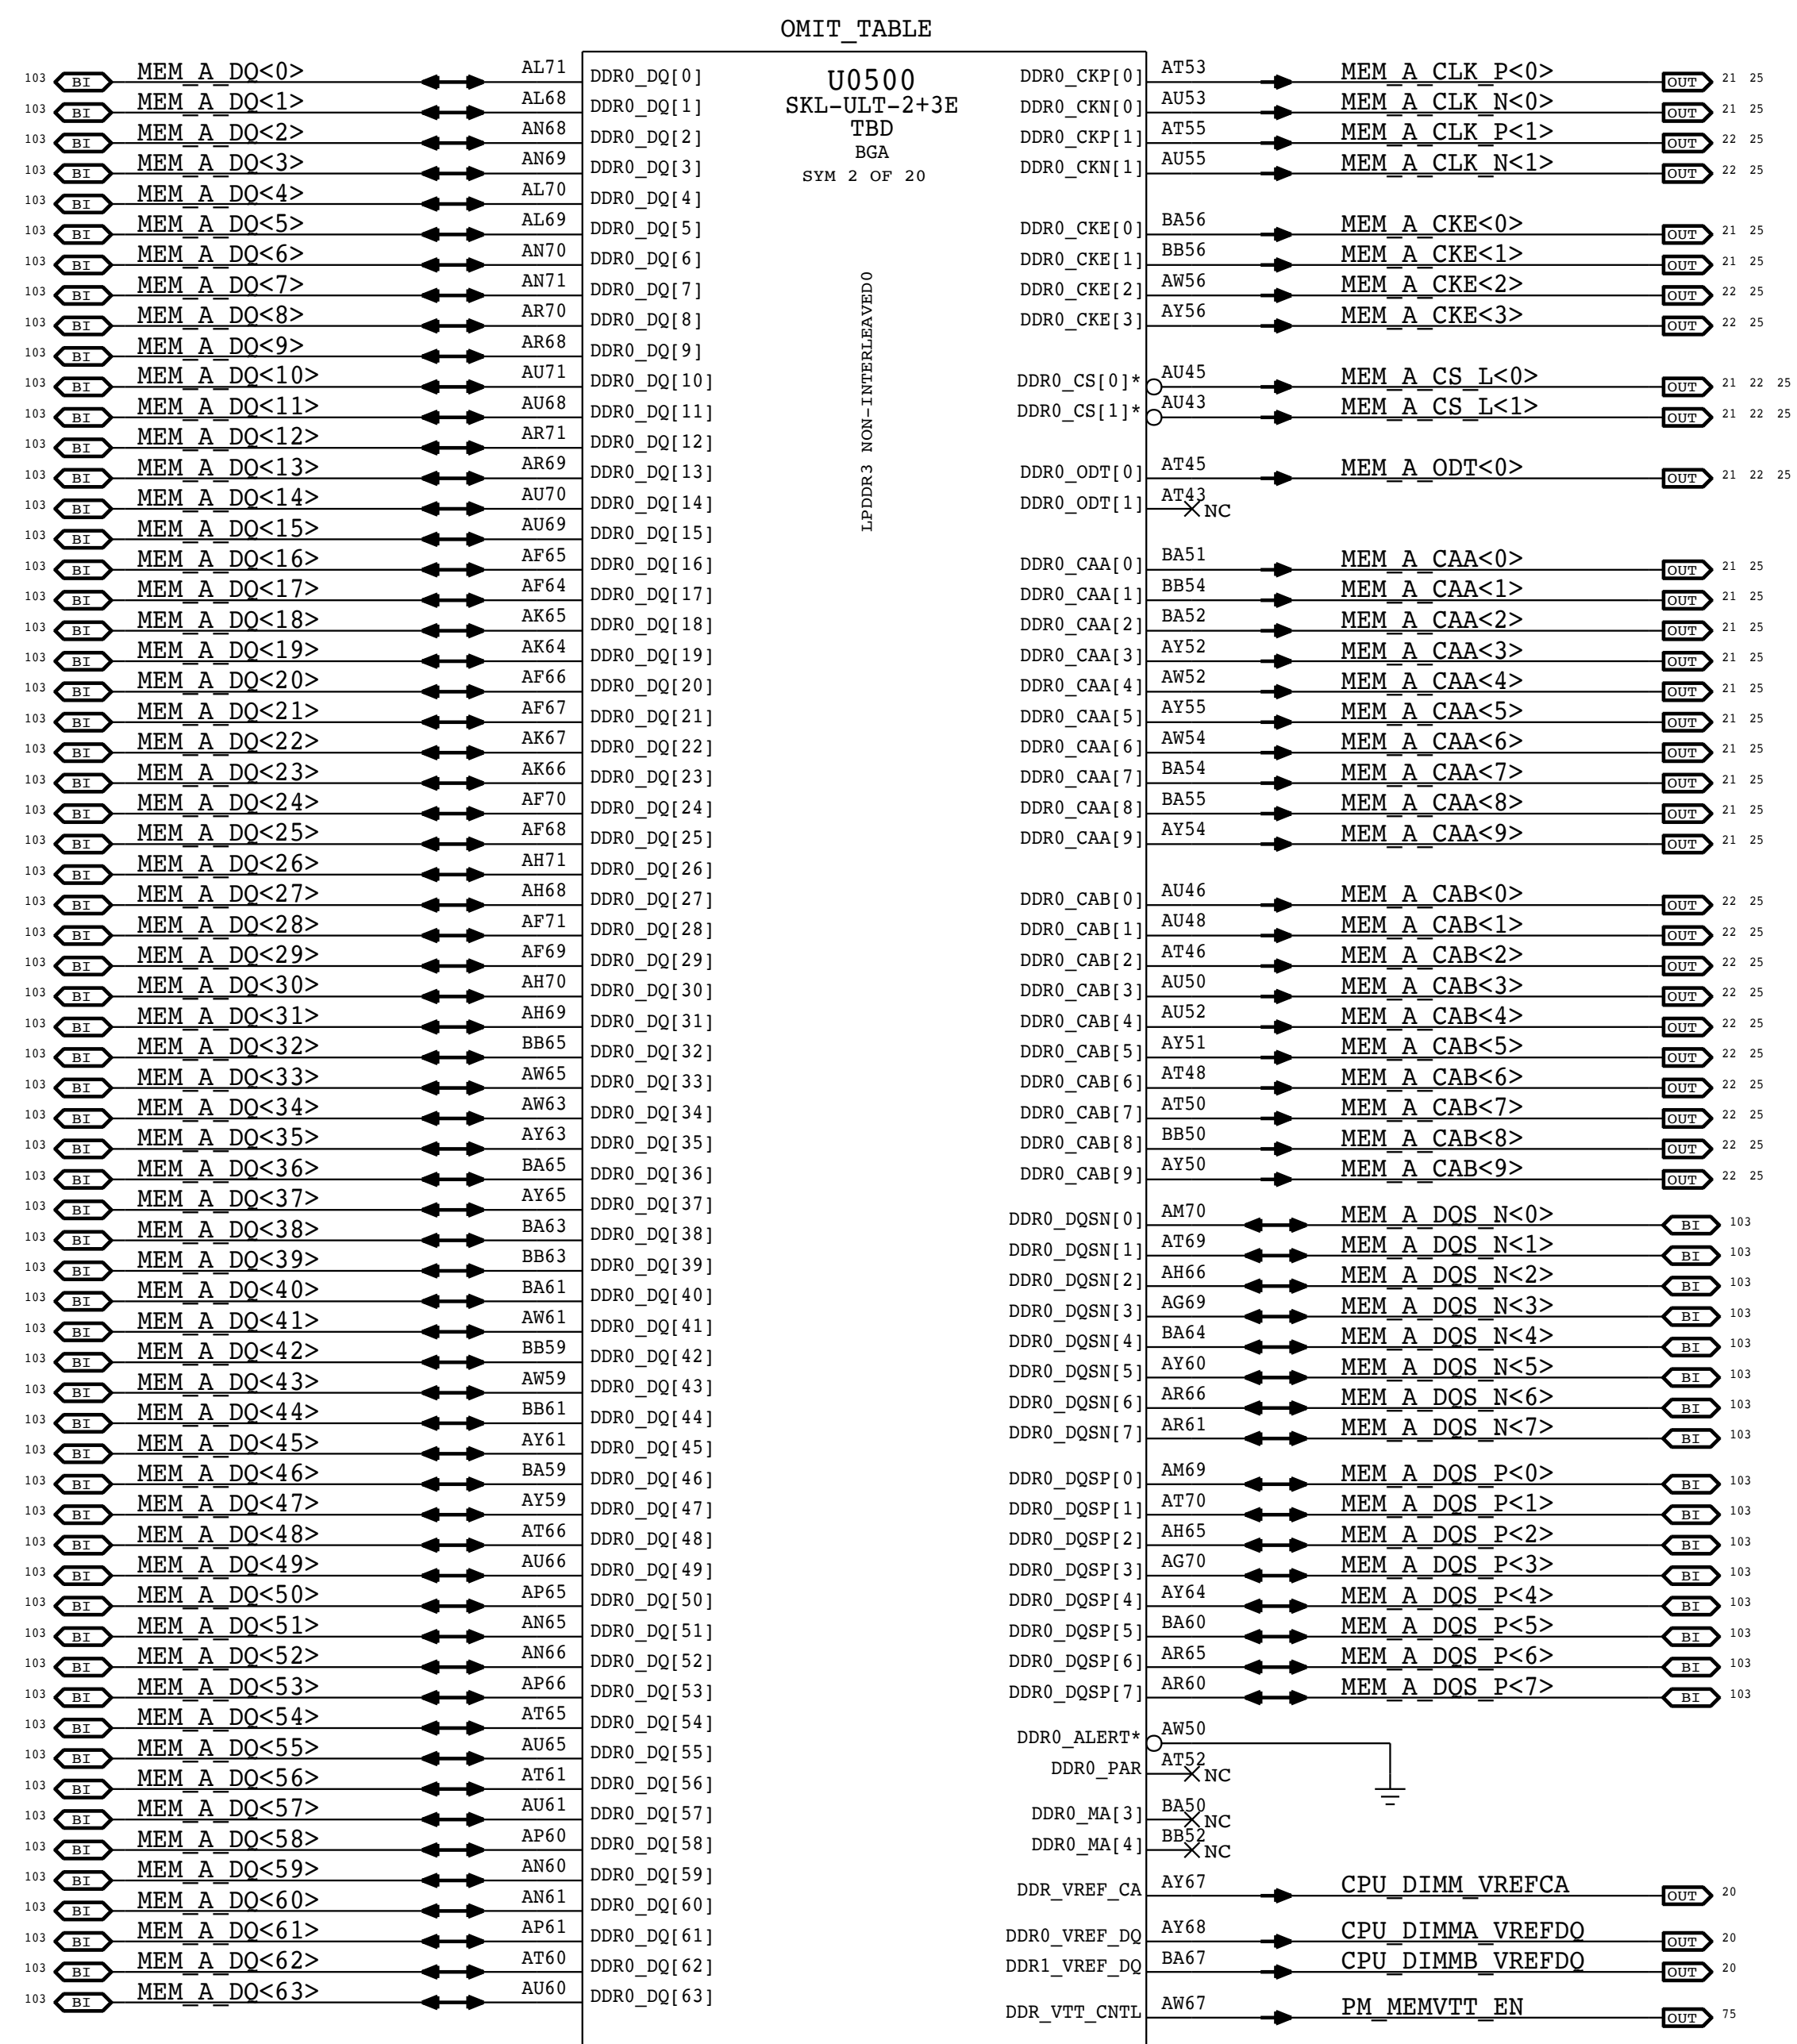 OMIT_TABLE
U0500
SKL-ULT-2+3E
TBD
BGA
SYM 2 OF 20
LPDDR3 NON-INTERLEAVED0
103 BI MEM_A_DQ<0> AL71 DDR0_DQ[0]
103 BI MEM_A_DQ<1> AL68 DDR0_DQ[1]
103 BI MEM_A_DQ<2> AN68 DDR0_DQ[2]
103 BI MEM_A_DQ<3> AN69 DDR0_DQ[3]
103 BI MEM_A_DQ<4> AL70 DDR0_DQ[4]
103 BI MEM_A_DQ<5> AL69 DDR0_DQ[5]
103 BI MEM_A_DQ<6> AN70 DDR0_DQ[6]
103 BI MEM_A_DQ<7> AN71 DDR0_DQ[7]
103 BI MEM_A_DQ<8> AR70 DDR0_DQ[8]
103 BI MEM_A_DQ<9> AR68 DDR0_DQ[9]
103 BI MEM_A_DQ<10> AU71 DDR0_DQ[10]
103 BI MEM_A_DQ<11> AU68 DDR0_DQ[11]
103 BI MEM_A_DQ<12> AR71 DDR0_DQ[12]
103 BI MEM_A_DQ<13> AR69 DDR0_DQ[13]
103 BI MEM_A_DQ<14> AU70 DDR0_DQ[14]
103 BI MEM_A_DQ<15> AU69 DDR0_DQ[15]
103 BI MEM_A_DQ<16> AF65 DDR0_DQ[16]
103 BI MEM_A_DQ<17> AF64 DDR0_DQ[17]
103 BI MEM_A_DQ<18> AK65 DDR0_DQ[18]
103 BI MEM_A_DQ<19> AK64 DDR0_DQ[19]
103 BI MEM_A_DQ<20> AF66 DDR0_DQ[20]
103 BI MEM_A_DQ<21> AF67 DDR0_DQ[21]
103 BI MEM_A_DQ<22> AK67 DDR0_DQ[22]
103 BI MEM_A_DQ<23> AK66 DDR0_DQ[23]
103 BI MEM_A_DQ<24> AF70 DDR0_DQ[24]
103 BI MEM_A_DQ<25> AF68 DDR0_DQ[25]
103 BI MEM_A_DQ<26> AH71 DDR0_DQ[26]
103 BI MEM_A_DQ<27> AH68 DDR0_DQ[27]
103 BI MEM_A_DQ<28> AF71 DDR0_DQ[28]
103 BI MEM_A_DQ<29> AF69 DDR0_DQ[29]
103 BI MEM_A_DQ<30> AH70 DDR0_DQ[30]
103 BI MEM_A_DQ<31> AH69 DDR0_DQ[31]
103 BI MEM_A_DQ<32> BB65 DDR0_DQ[32]
103 BI MEM_A_DQ<33> AW65 DDR0_DQ[33]
103 BI MEM_A_DQ<34> AW63 DDR0_DQ[34]
103 BI MEM_A_DQ<35> AY63 DDR0_DQ[35]
103 BI MEM_A_DQ<36> BA65 DDR0_DQ[36]
103 BI MEM_A_DQ<37> AY65 DDR0_DQ[37]
103 BI MEM_A_DQ<38> BA63 DDR0_DQ[38]
103 BI MEM_A_DQ<39> BB63 DDR0_DQ[39]
103 BI MEM_A_DQ<40> BA61 DDR0_DQ[40]
103 BI MEM_A_DQ<41> AW61 DDR0_DQ[41]
103 BI MEM_A_DQ<42> BB59 DDR0_DQ[42]
103 BI MEM_A_DQ<43> AW59 DDR0_DQ[43]
103 BI MEM_A_DQ<44> BB61 DDR0_DQ[44]
103 BI MEM_A_DQ<45> AY61 DDR0_DQ[45]
103 BI MEM_A_DQ<46> BA59 DDR0_DQ[46]
103 BI MEM_A_DQ<47> AY59 DDR0_DQ[47]
103 BI MEM_A_DQ<48> AT66 DDR0_DQ[48]
103 BI MEM_A_DQ<49> AU66 DDR0_DQ[49]
103 BI MEM_A_DQ<50> AP65 DDR0_DQ[50]
103 BI MEM_A_DQ<51> AN65 DDR0_DQ[51]
103 BI MEM_A_DQ<52> AN66 DDR0_DQ[52]
103 BI MEM_A_DQ<53> AP66 DDR0_DQ[53]
103 BI MEM_A_DQ<54> AT65 DDR0_DQ[54]
103 BI MEM_A_DQ<55> AU65 DDR0_DQ[55]
103 BI MEM_A_DQ<56> AT61 DDR0_DQ[56]
103 BI MEM_A_DQ<57> AU61 DDR0_DQ[57]
103 BI MEM_A_DQ<58> AP60 DDR0_DQ[58]
103 BI MEM_A_DQ<59> AN60 DDR0_DQ[59]
103 BI MEM_A_DQ<60> AN61 DDR0_DQ[60]
103 BI MEM_A_DQ<61> AP61 DDR0_DQ[61]
103 BI MEM_A_DQ<62> AT60 DDR0_DQ[62]
103 BI MEM_A_DQ<63> AU60 DDR0_DQ[63]
DDR0_CKP[0] AT53 MEM_A_CLK_P<0> OUT 21 25
DDR0_CKN[0] AU53 MEM_A_CLK_N<0> OUT 21 25
DDR0_CKP[1] AT55 MEM_A_CLK_P<1> OUT 22 25
DDR0_CKN[1] AU55 MEM_A_CLK_N<1> OUT 22 25
DDR0_CKE[0] BA56 MEM_A_CKE<0> OUT 21 25
DDR0_CKE[1] BB56 MEM_A_CKE<1> OUT 21 25
DDR0_CKE[2] AW56 MEM_A_CKE<2> OUT 22 25
DDR0_CKE[3] AY56 MEM_A_CKE<3> OUT 22 25
DDR0_CS[0]* AU45 MEM_A_CS_L<0> OUT 21 22 25
DDR0_CS[1]* AU43 MEM_A_CS_L<1> OUT 21 22 25
DDR0_ODT[0] AT45 MEM_A_ODT<0> OUT 21 22 25
DDR0_ODT[1] AT43 NC
DDR0_CAA[0] BA51 MEM_A_CAA<0> OUT 21 25
DDR0_CAA[1] BB54 MEM_A_CAA<1> OUT 21 25
DDR0_CAA[2] BA52 MEM_A_CAA<2> OUT 21 25
DDR0_CAA[3] AY52 MEM_A_CAA<3> OUT 21 25
DDR0_CAA[4] AW52 MEM_A_CAA<4> OUT 21 25
DDR0_CAA[5] AY55 MEM_A_CAA<5> OUT 21 25
DDR0_CAA[6] AW54 MEM_A_CAA<6> OUT 21 25
DDR0_CAA[7] BA54 MEM_A_CAA<7> OUT 21 25
DDR0_CAA[8] BA55 MEM_A_CAA<8> OUT 21 25
DDR0_CAA[9] AY54 MEM_A_CAA<9> OUT 21 25
DDR0_CAB[0] AU46 MEM_A_CAB<0> OUT 22 25
DDR0_CAB[1] AU48 MEM_A_CAB<1> OUT 22 25
DDR0_CAB[2] AT46 MEM_A_CAB<2> OUT 22 25
DDR0_CAB[3] AU50 MEM_A_CAB<3> OUT 22 25
DDR0_CAB[4] AU52 MEM_A_CAB<4> OUT 22 25
DDR0_CAB[5] AY51 MEM_A_CAB<5> OUT 22 25
DDR0_CAB[6] AT48 MEM_A_CAB<6> OUT 22 25
DDR0_CAB[7] AT50 MEM_A_CAB<7> OUT 22 25
DDR0_CAB[8] BB50 MEM_A_CAB<8> OUT 22 25
DDR0_CAB[9] AY50 MEM_A_CAB<9> OUT 22 25
DDR0_DQSN[0] AM70 MEM_A_DQS_N<0> BI 103
DDR0_DQSN[1] AT69 MEM_A_DQS_N<1> BI 103
DDR0_DQSN[2] AH66 MEM_A_DQS_N<2> BI 103
DDR0_DQSN[3] AG69 MEM_A_DQS_N<3> BI 103
DDR0_DQSN[4] BA64 MEM_A_DQS_N<4> BI 103
DDR0_DQSN[5] AY60 MEM_A_DQS_N<5> BI 103
DDR0_DQSN[6] AR66 MEM_A_DQS_N<6> BI 103
DDR0_DQSN[7] AR61 MEM_A_DQS_N<7> BI 103
DDR0_DQSP[0] AM69 MEM_A_DQS_P<0> BI 103
DDR0_DQSP[1] AT70 MEM_A_DQS_P<1> BI 103
DDR0_DQSP[2] AH65 MEM_A_DQS_P<2> BI 103
DDR0_DQSP[3] AG70 MEM_A_DQS_P<3> BI 103
DDR0_DQSP[4] AY64 MEM_A_DQS_P<4> BI 103
DDR0_DQSP[5] BA60 MEM_A_DQS_P<5> BI 103
DDR0_DQSP[6] AR65 MEM_A_DQS_P<6> BI 103
DDR0_DQSP[7] AR60 MEM_A_DQS_P<7> BI 103
DDR0_ALERT* AW50
DDR0_PAR AT52 NC
DDR0_MA[3] BA50 NC
DDR0_MA[4] BB52 NC
DDR_VREF_CA AY67 CPU_DIMM_VREFCA OUT 20
DDR0_VREF_DQ AY68 CPU_DIMMA_VREFDQ OUT 20
DDR1_VREF_DQ BA67 CPU_DIMMB_VREFDQ OUT 20
DDR_VTT_CNTL AW67 PM_MEMVTT_EN OUT 75